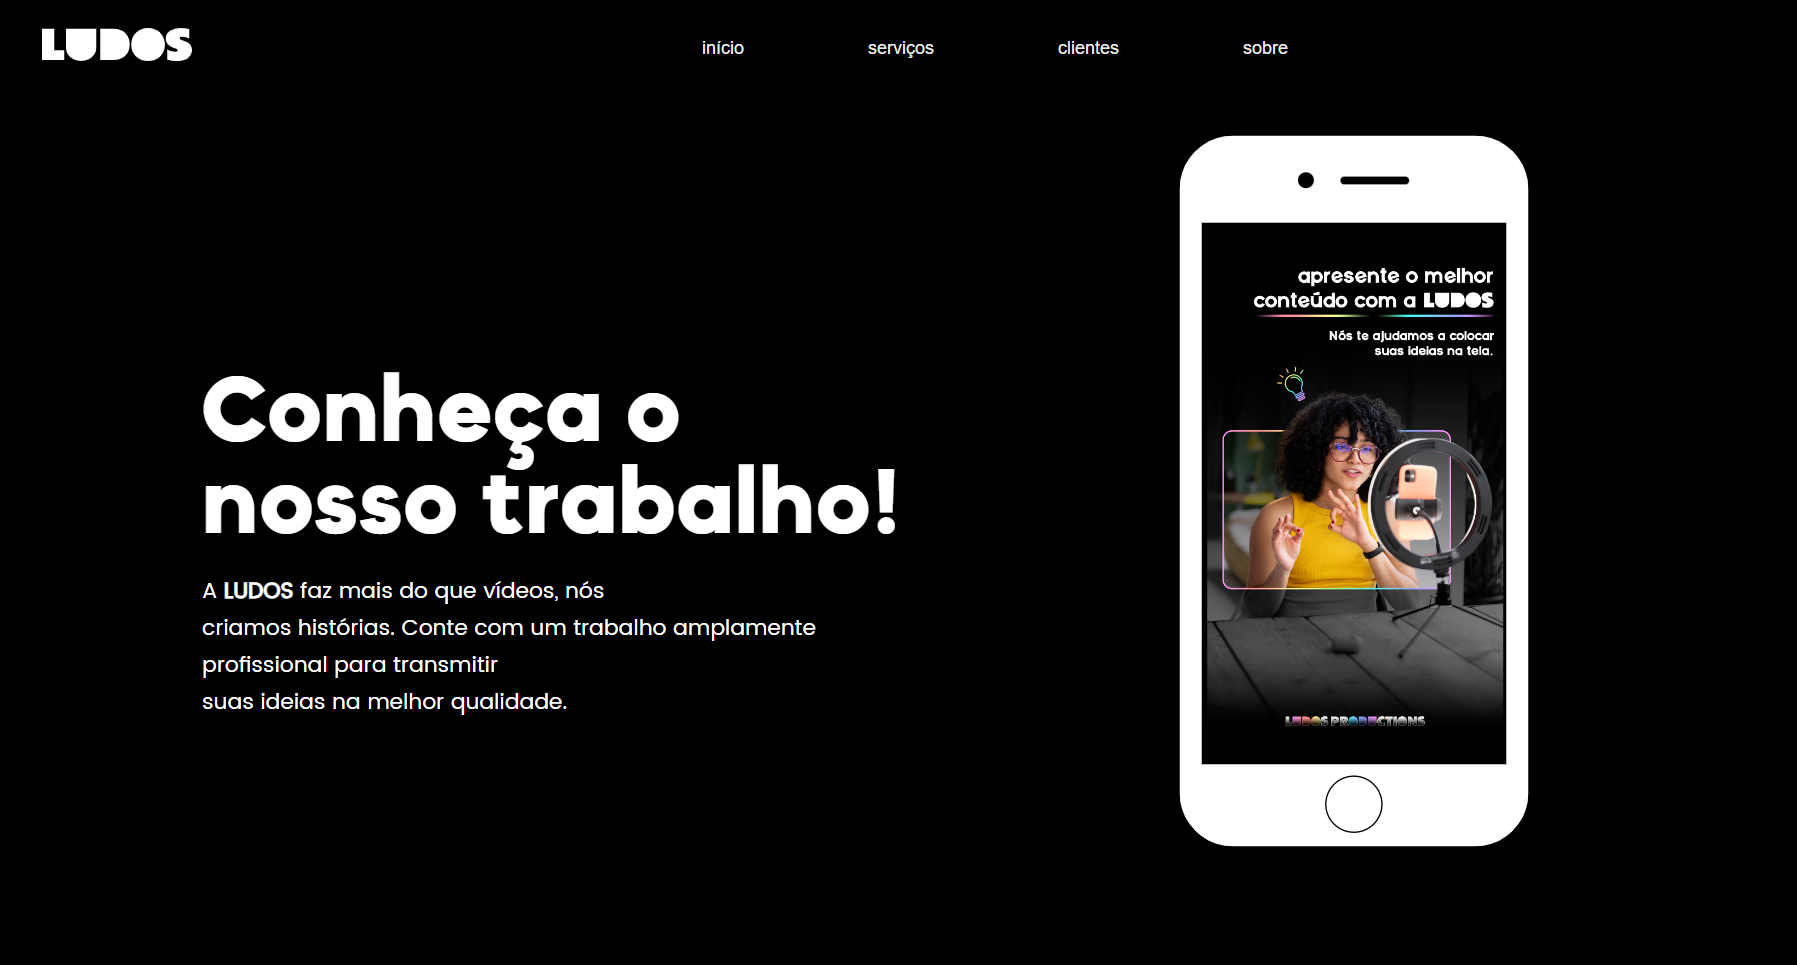 LUDOS
início
serviços
clientes
sobre
Conheça o
nosso trabalho!
A LUDOS faz mais do que vídeos, nós
criamos histórias. Conte com um trabalho amplamente
profissional para transmitir
suas ideias na melhor qualidade.
apresente o melhor
conteúdo com a LUDOS
Nós te ajudamos a colocar
suas ideias na tela.
LUDOS PRODUCTIONS